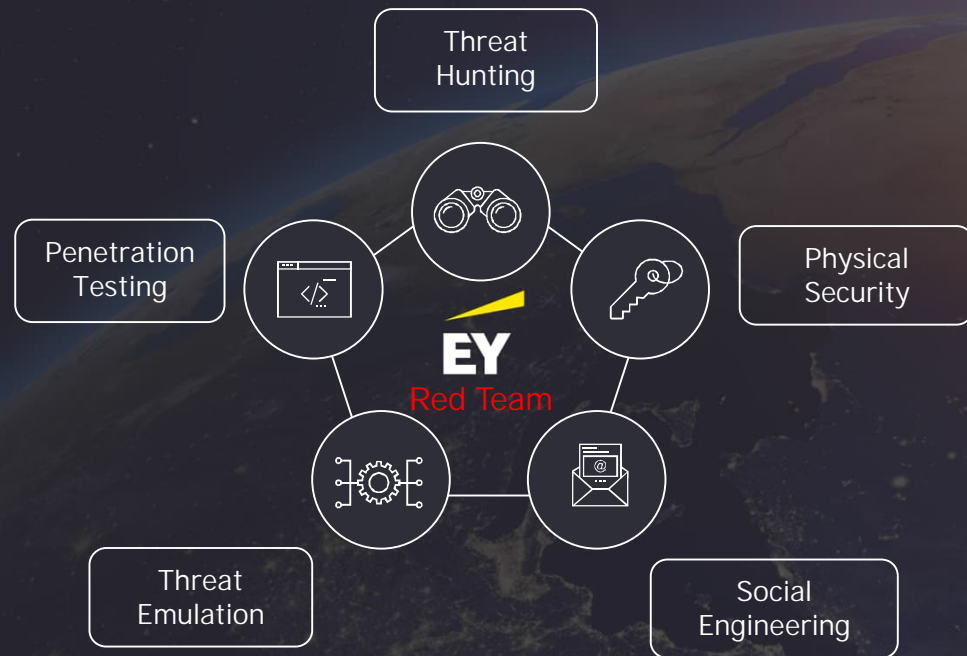 Threat
Hunting
Penetration
Testing
</>
Physical
Security
EY
Red Team
@
Threat
Emulation
Social
Engineering